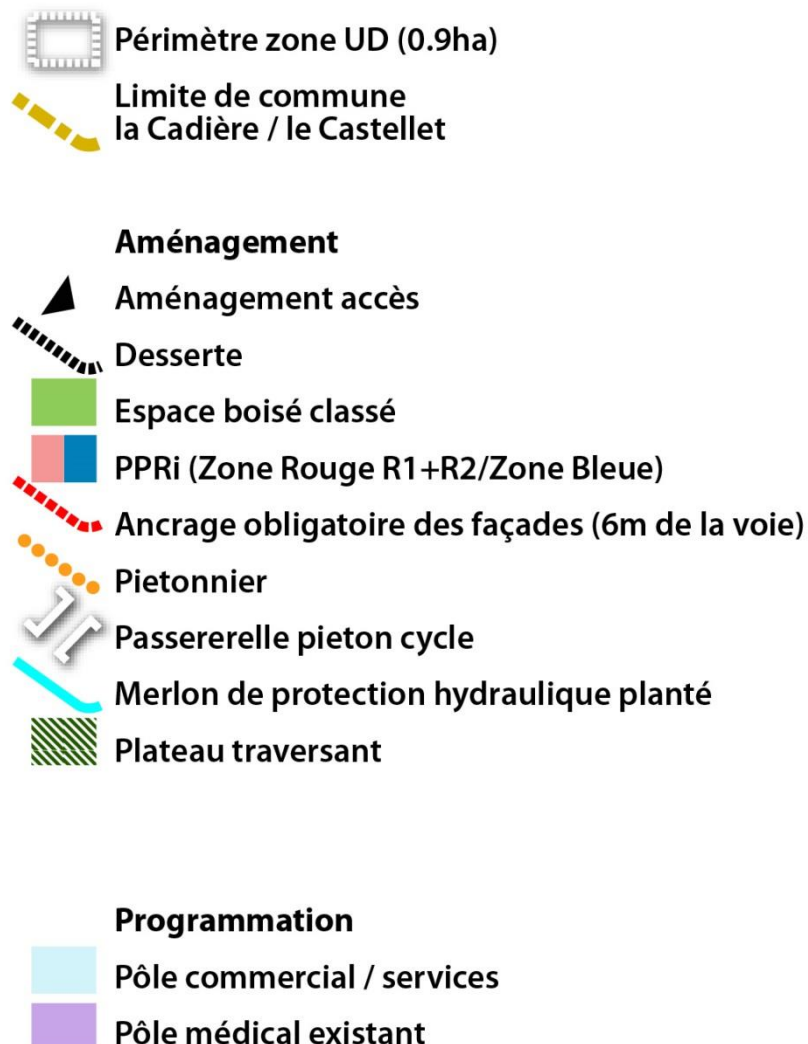 Périmètre zone UD (0.9ha)
Limite de commune
la Cadière / le Castellet
Aménagement
Aménagement accès
Desserte
Espace boisé classé
PPRi (Zone Rouge R1+R2/Zone Bleue)
Ancrage obligatoire des façades (6m de la voie)
Pietonnier
Passererelle pieton cycle
Merlon de protection hydraulique planté
Plateau traversant
Programmation
Pôle commercial / services
Pôle médical existant